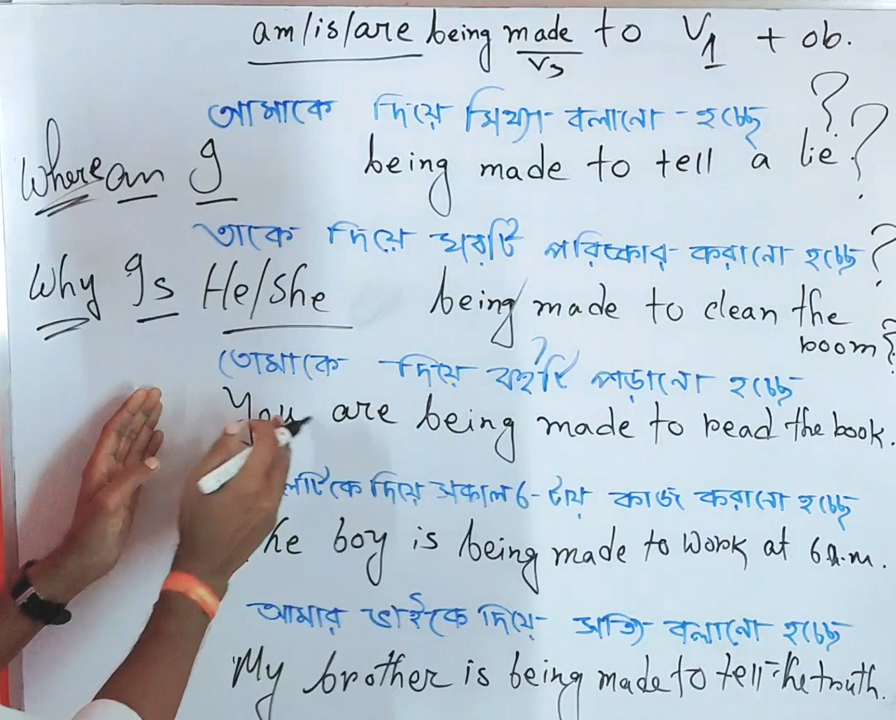 am/is/are being made to V1 + ob.
V3
আমাকে দিয়ে মিথ্যা বলানো হচ্ছে ?
Where am I being made to tell a lie?
তাকে দিয়ে ঘরটি পরিষ্কার করানো হচ্ছে ?
Why Is He/She being made to clean the room?
তোমাকে দিয়ে বইটি পড়ানো হচ্ছে
?
You are being made to read the book.
দিয়ে সকাল ৬-টায় কাজ করানো হচ্ছে
he boy is being made to work at 6 a.m.
আমার ভাইকে দিয়ে সত্যি বলানো হচ্ছে
My brother is being made to tell the truth.